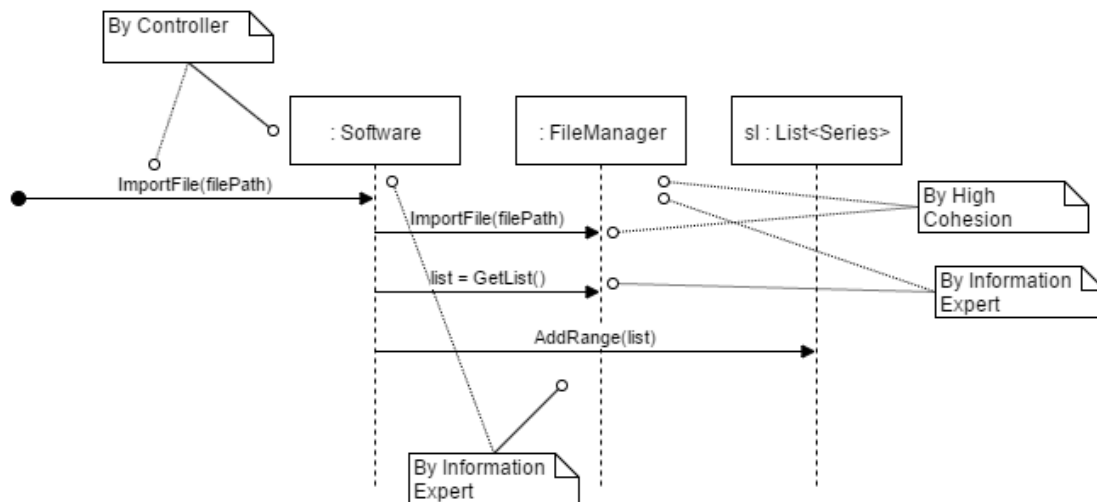 By Controller
: Software
: FileManager
sl : List<Series>
ImportFile(filePath)
By High
Cohesion
ImportFile(filePath)
list = GetList()
By Information
Expert
AddRange(list)
By Information
Expert